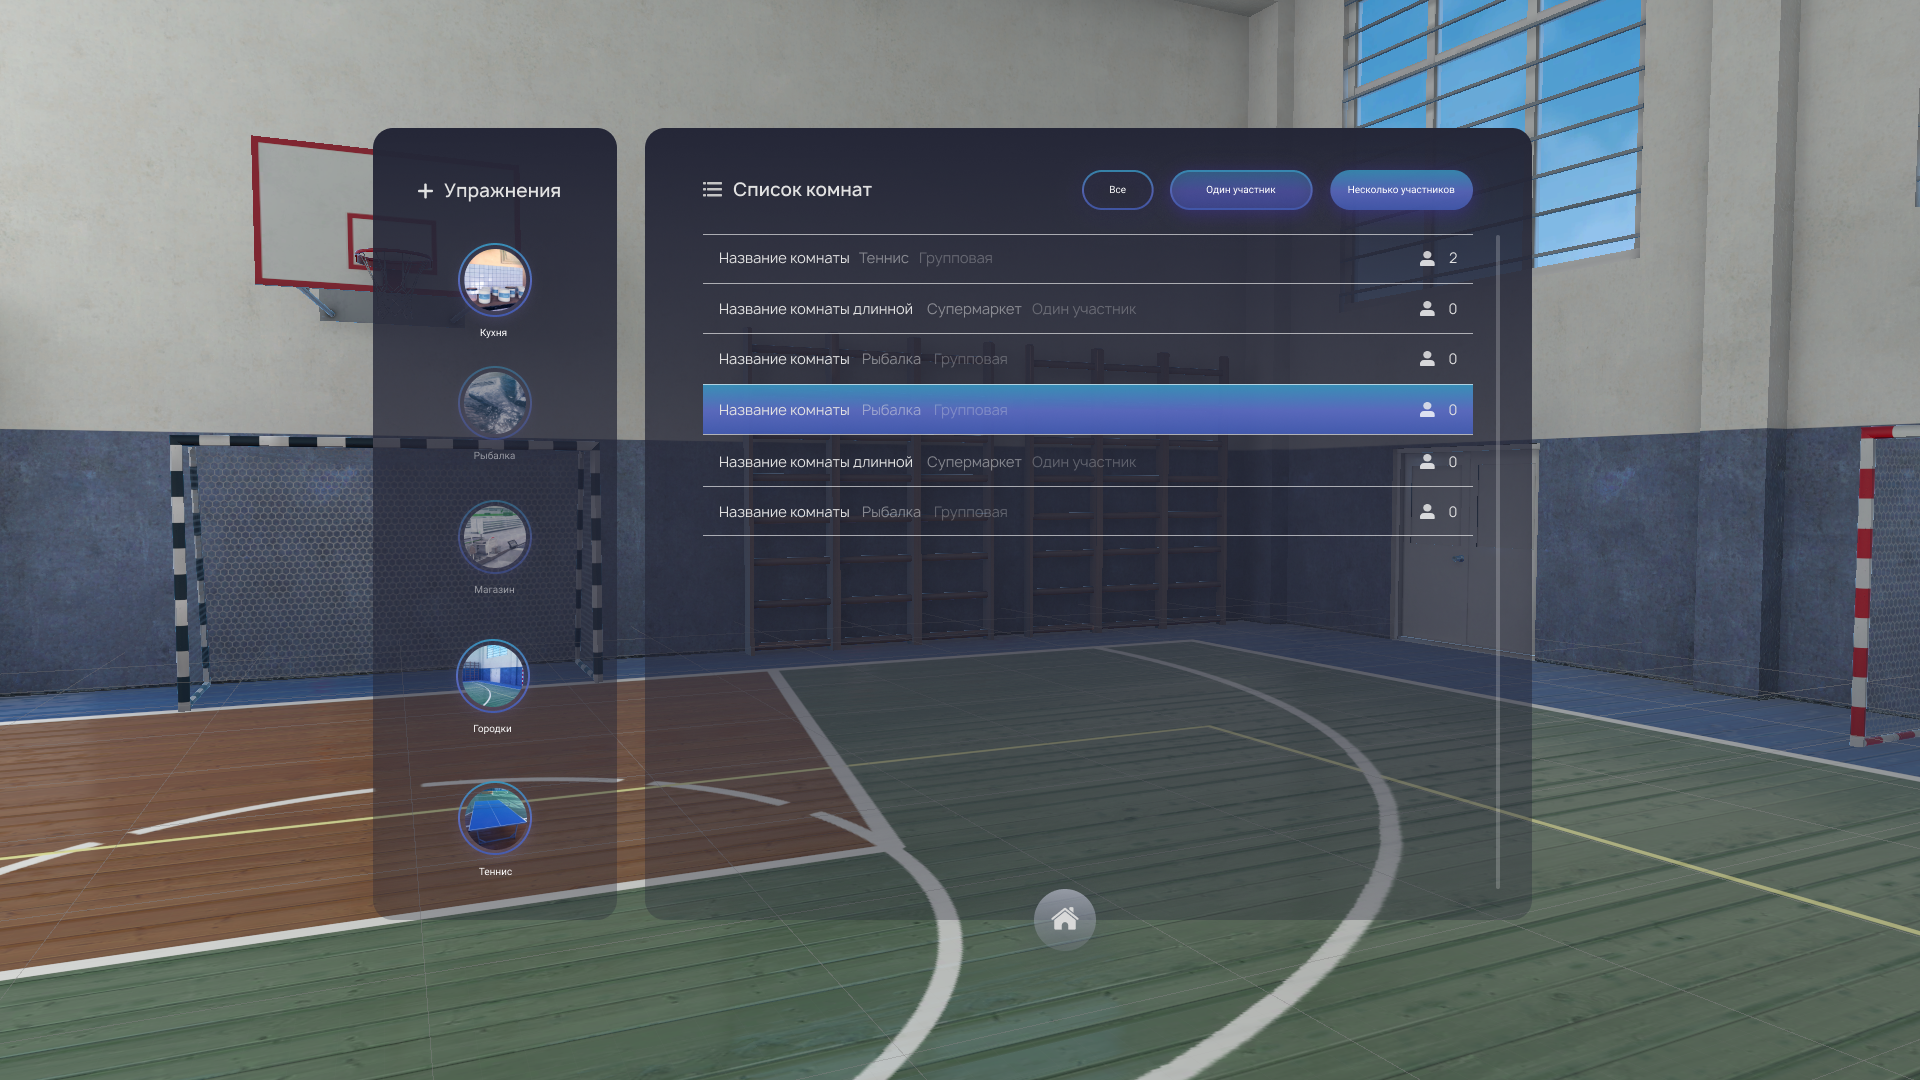 Упражнения
Кухня
Рыбалка
Магазин
Городки
Теннис
Список комнат
Все
Один участник
Несколько участников
Название комнаты Теннис Групповая 2
Название комнаты длинной Супермаркет Один участник 0
Название комнаты Рыбалка Групповая 0
Название комнаты Рыбалка Групповая 0
Название комнаты длинной Супермаркет Один участник 0
Название комнаты Рыбалка Групповая 0